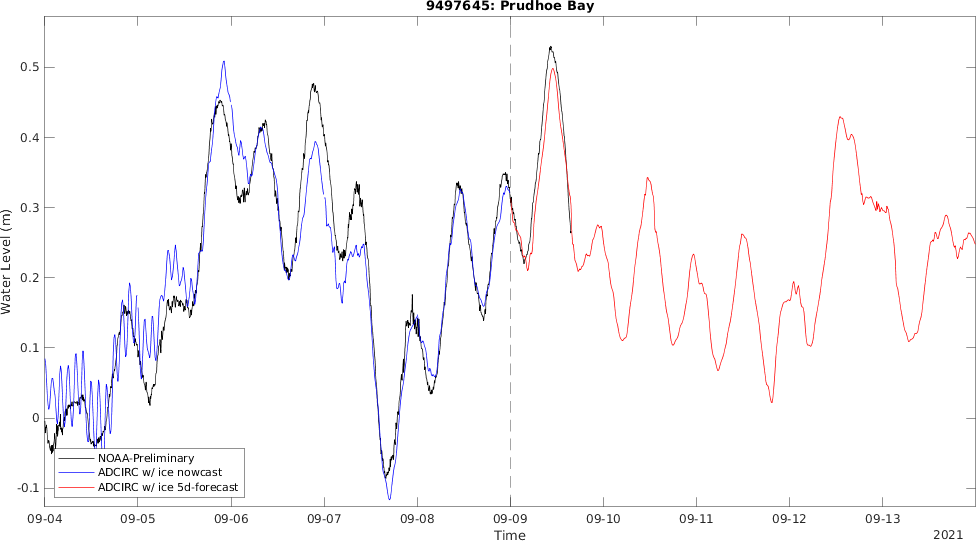 9497645: Prudhoe Bay
Water Level (m)
0.5
0.4
0.3
0.2
0.1
0
-0.1
NOAA-Preliminary
ADCIRC w/ ice nowcast
ADCIRC w/ ice 5d-forecast
09-04 09-05 09-06 09-07 09-08 09-09 09-10 09-11 09-12 09-13
Time
2021